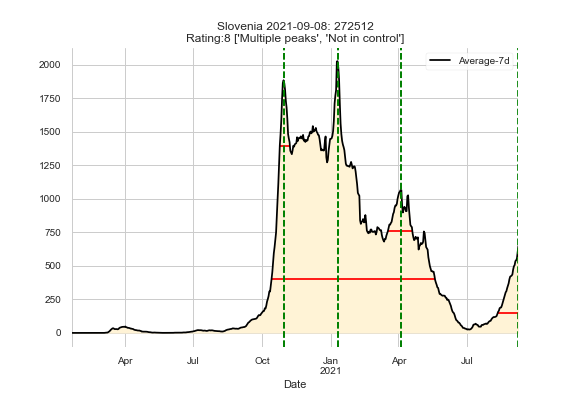 Slovenia 2021-09-08: 272512
Rating:8 ['Multiple peaks', 'Not in control']
Average-7d
2000
1750
1500
1250
1000
750
500
250
0
Apr Jul Oct Jan Apr Jul
2021
Date